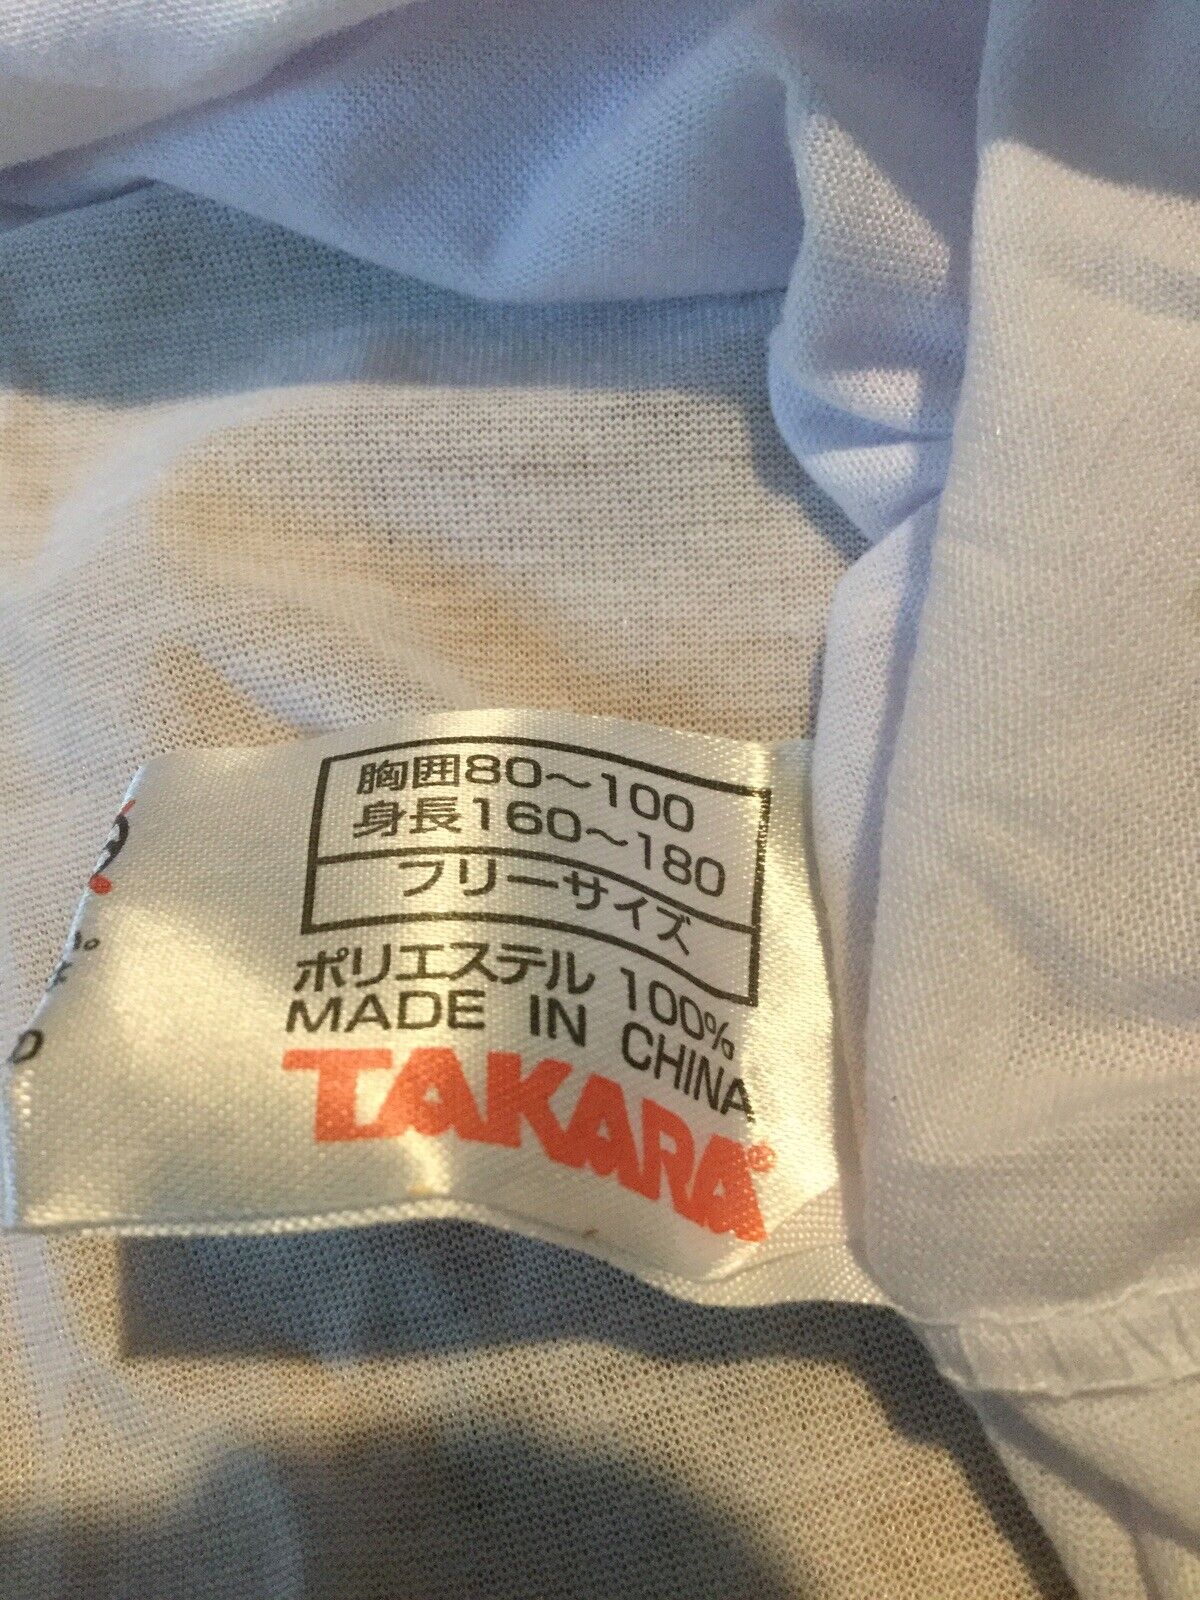 胸囲80～100
身長160～180
フリーサイズ
ポリエステル 100%
MADE IN CHINA
TAKARA®